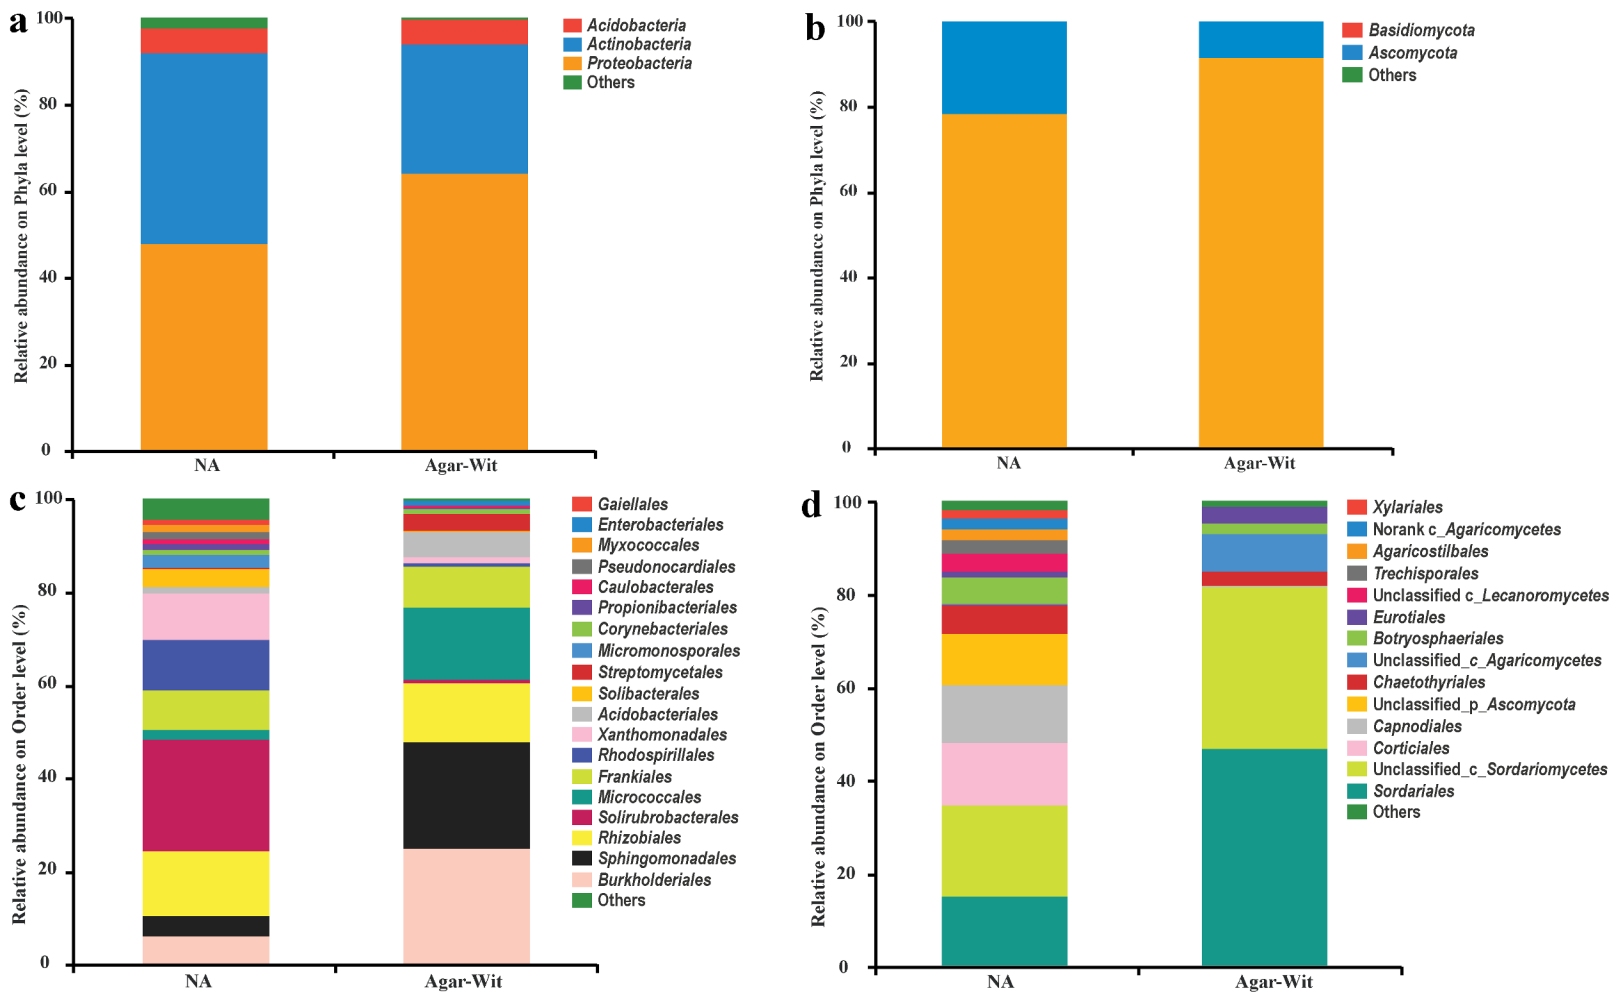 a
Relative abundance on Phyla level (%)
100
80
60
40
20
0
NA
Agar-Wit
Acidobacteria
Actinobacteria
Proteobacteria
Others
b
Relative abundance on Phyla level (%)
100
80
60
40
20
0
NA
Agar-Wit
Basidiomycota
Ascomycota
Others
c
Relative abundance on Order level (%)
100
80
60
40
20
0
NA
Agar-Wit
Gaiellales
Enterobacteriales
Myxococcales
Pseudonocardiales
Caulobacterales
Propionibacteriales
Corynebacteriales
Micromonosporales
Streptomycetales
Solibacterales
Acidobacteriales
Xanthomonadales
Rhodospirillales
Frankiales
Micrococcales
Solirubrobacterales
Rhizobiales
Sphingomonadales
Burkholderiales
Others
d
Relative abundance on Order level (%)
100
80
60
40
20
0
NA
Agar-Wit
Xylariales
Norank c_Agaricomycetes
Agaricostilbales
Trechisporales
Unclassified c_Lecanoromycetes
Eurotiales
Botryosphaeriales
Unclassified_c_Agaricomycetes
Chaetothyriales
Unclassified_p_Ascomycota
Capnodiales
Corticiales
Unclassified_c_Sordariomycetes
Sordariales
Others